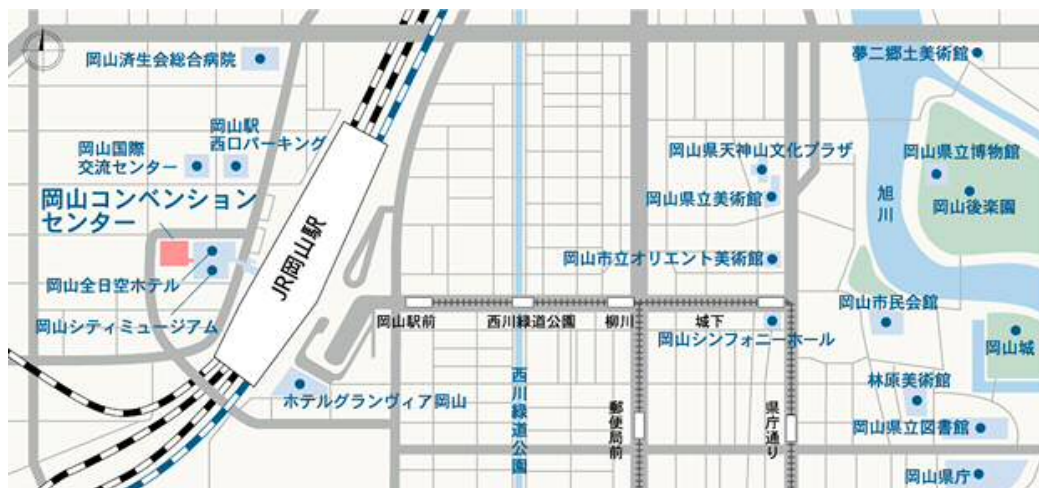 岡山済生会総合病院
夢二郷土美術館
岡山駅
西口パーキング
岡山国際
交流センター
岡山県天神山文化プラザ
岡山県立博物館
岡山コンベンション
センター
岡山県立美術館
旭川
岡山後楽園
JR岡山駅
岡山市立オリエント美術館
岡山全日空ホテル
岡山市民会館
岡山シティミュージアム
岡山駅前
西川緑道公園
柳川
城下
岡山シンフォニーホール
岡山城
林原美術館
西川緑道公園
ホテルグランヴィア岡山
郵便局前
県庁通り
岡山県立図書館
岡山県庁